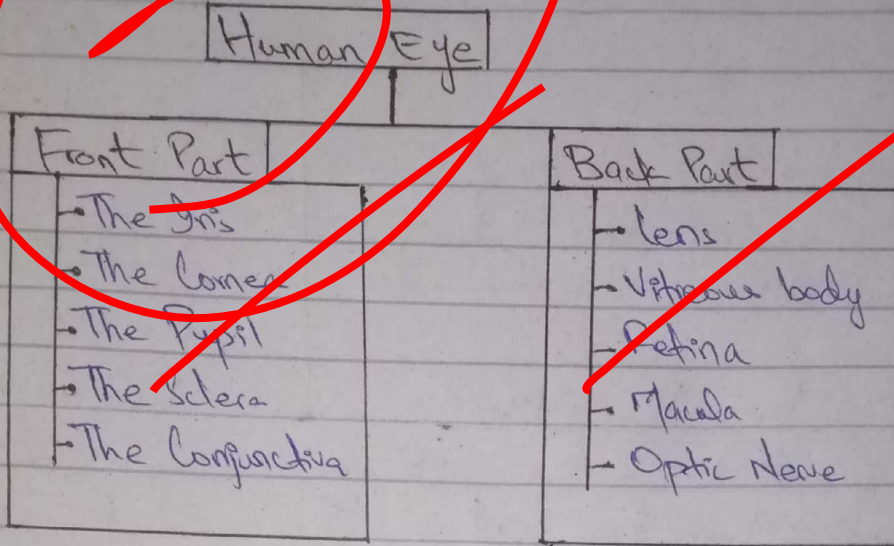 Human Eye
Front Part
The Iris
The Cornea
The Pupil
The Sclera
The Conjunctiva
Back Part
lens
Vitreous body
Retina
Macula
Optic Nerve